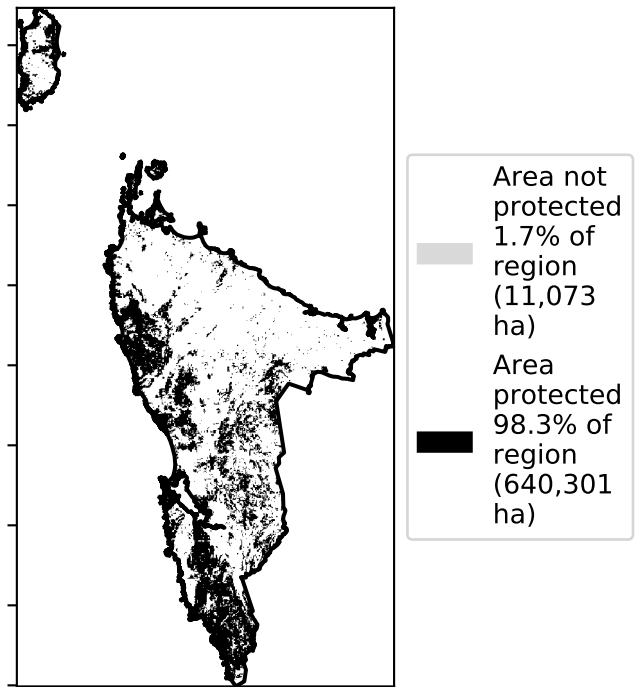 Area not
protected
1.7% of
region
(11,073
ha)
Area
protected
98.3% of
region
(640,301
ha)